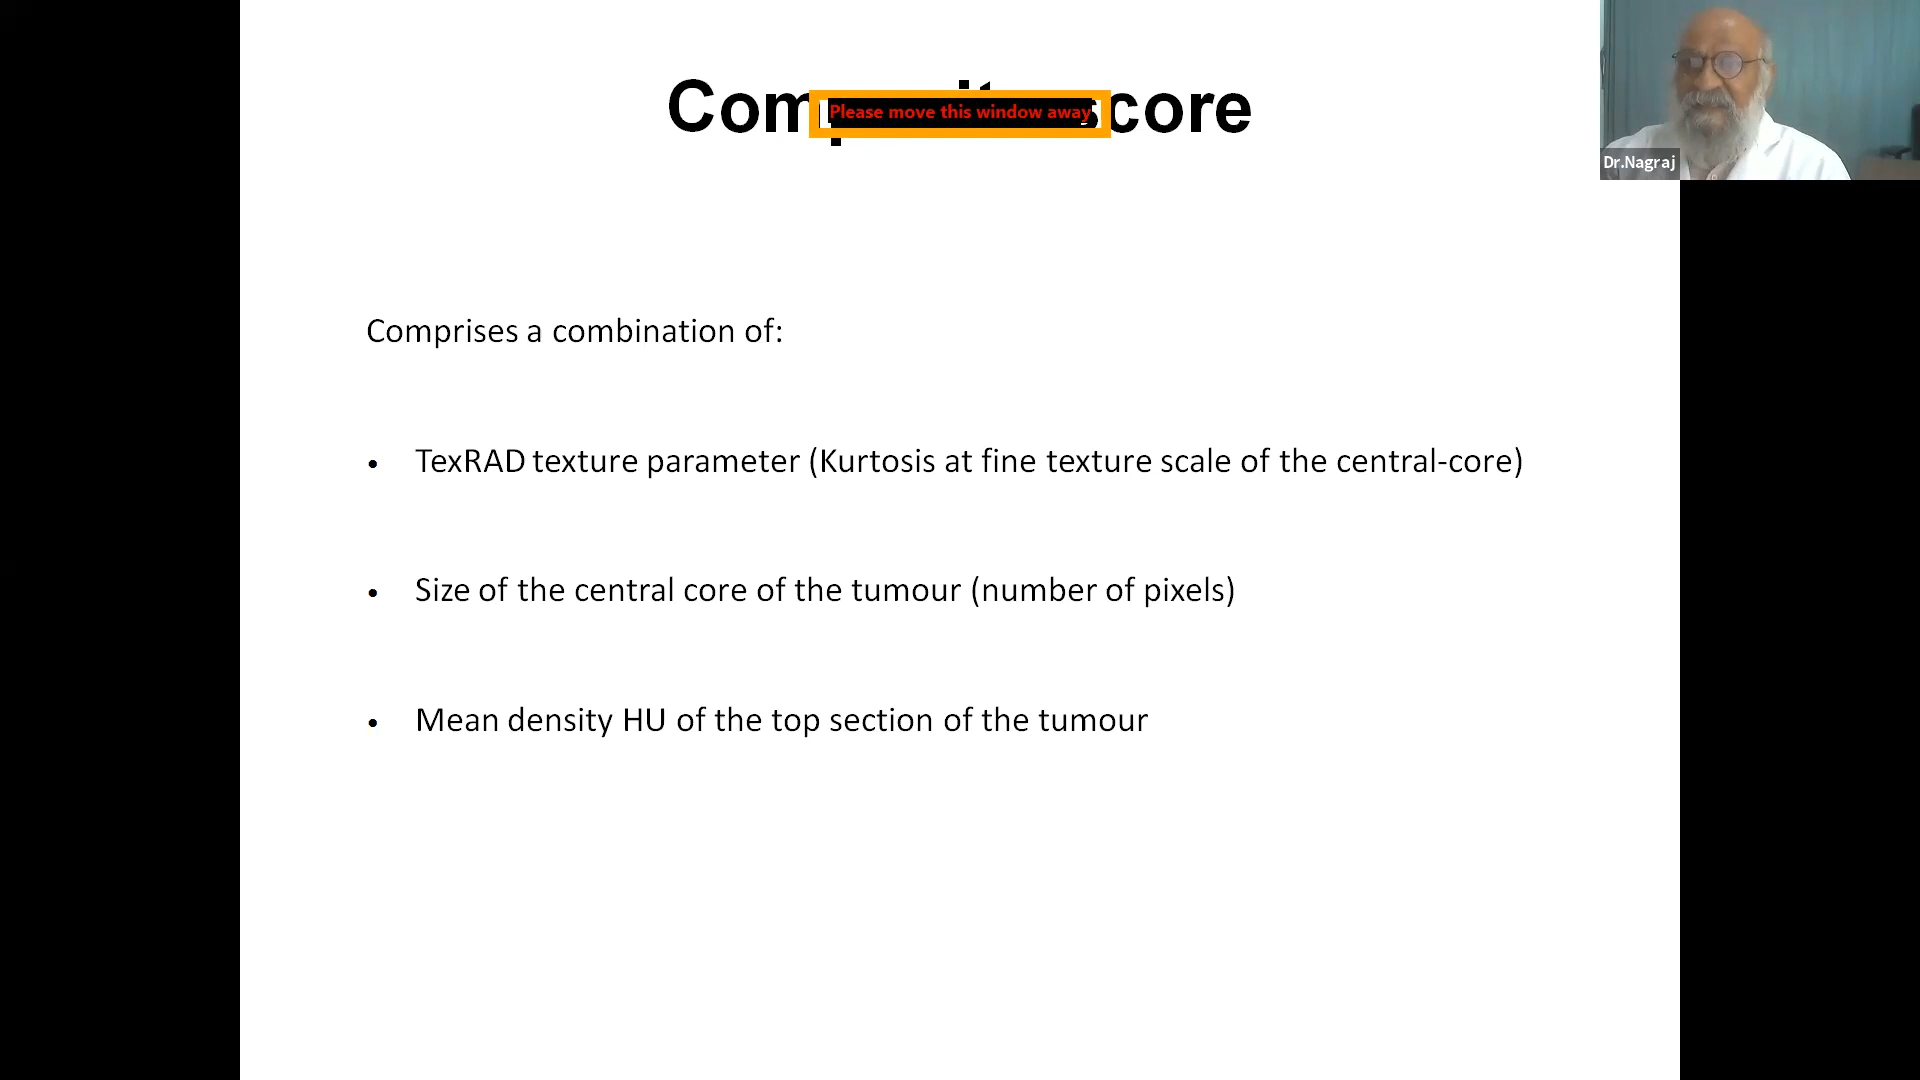 Com score
Please move this window away
Dr.Nagraj
Comprises a combination of:
• TexRAD texture parameter (Kurtosis at fine texture scale of the central-core)
• Size of the central core of the tumour (number of pixels)
• Mean density HU of the top section of the tumour